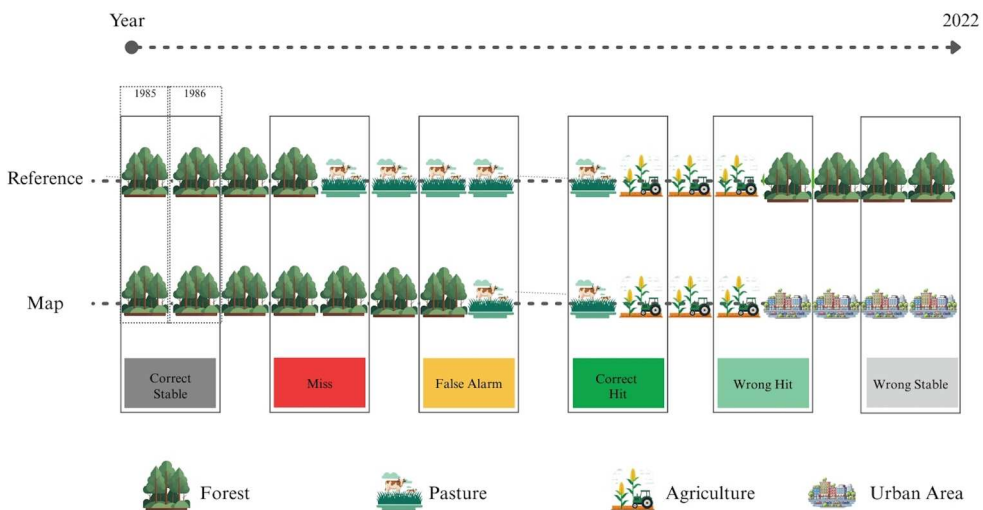 Year
2022
1985
1986
Reference
Map
Correct
Stable
Miss
False Alarm
Correct
Hit
Wrong Hit
Wrong Stable
Forest
Pasture
Agriculture
Urban Area